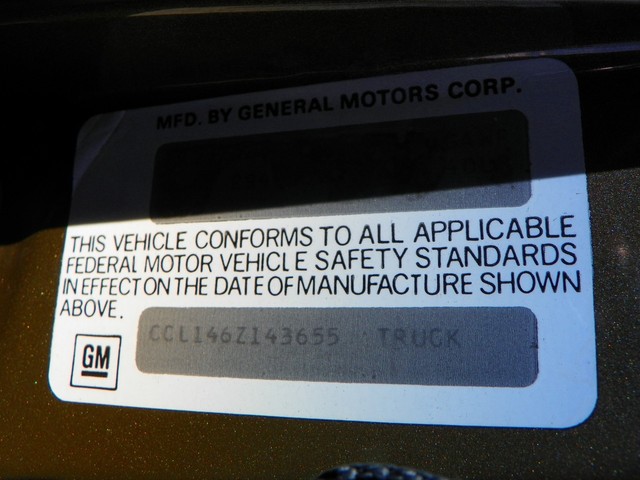 MFD. BY GENERAL MOTORS CORP.
THIS VEHICLE CONFORMS TO ALL APPLICABLE
FEDERAL MOTOR VEHICLE SAFETY STANDARDS
IN EFFECT ON THE DATE OF MANUFACTURE SHOWN
ABOVE.
CCL146Z143655 TRUCK
GM